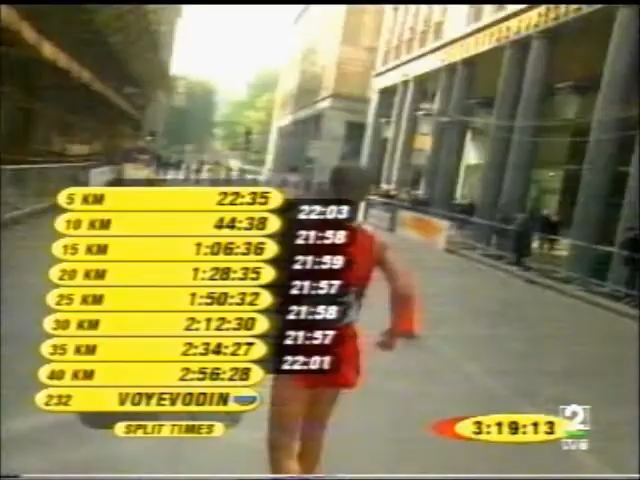 5 KM 22:35
22:03
10 KM 44:38
21:58
15 KM 1:06:36
21:59
20 KM 1:28:35
21:57
25 KM 1:50:32
21:58
30 KM 2:12:30
21:57
35 KM 2:34:27
22:01
40 KM 2:56:28
232 VOYEVODIN
SPLIT TIMES
3:19:13
2
tve